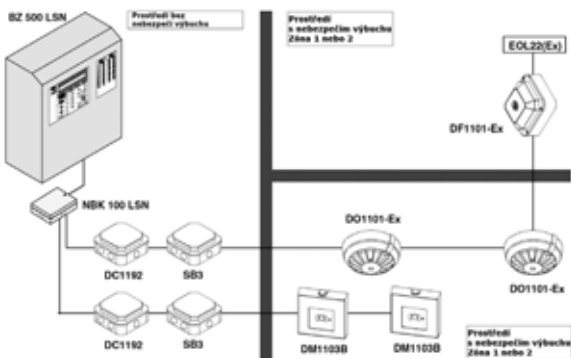 BZ 500 LSN
Prostředí bez
nebezpečí výbuchu
Prostředí
s nebezpečím výbuchu
Zóna 1 nebo 2
EOL22(Ex)
DF1101-Ex
NBK 100 LSN
DO1101-Ex
DC1192
SB3
DO1101-Ex
DC1192
SB3
DM1103B
DM1103B
Prostředí
s nebezpečím výbuchu
Zóna 1 nebo 2